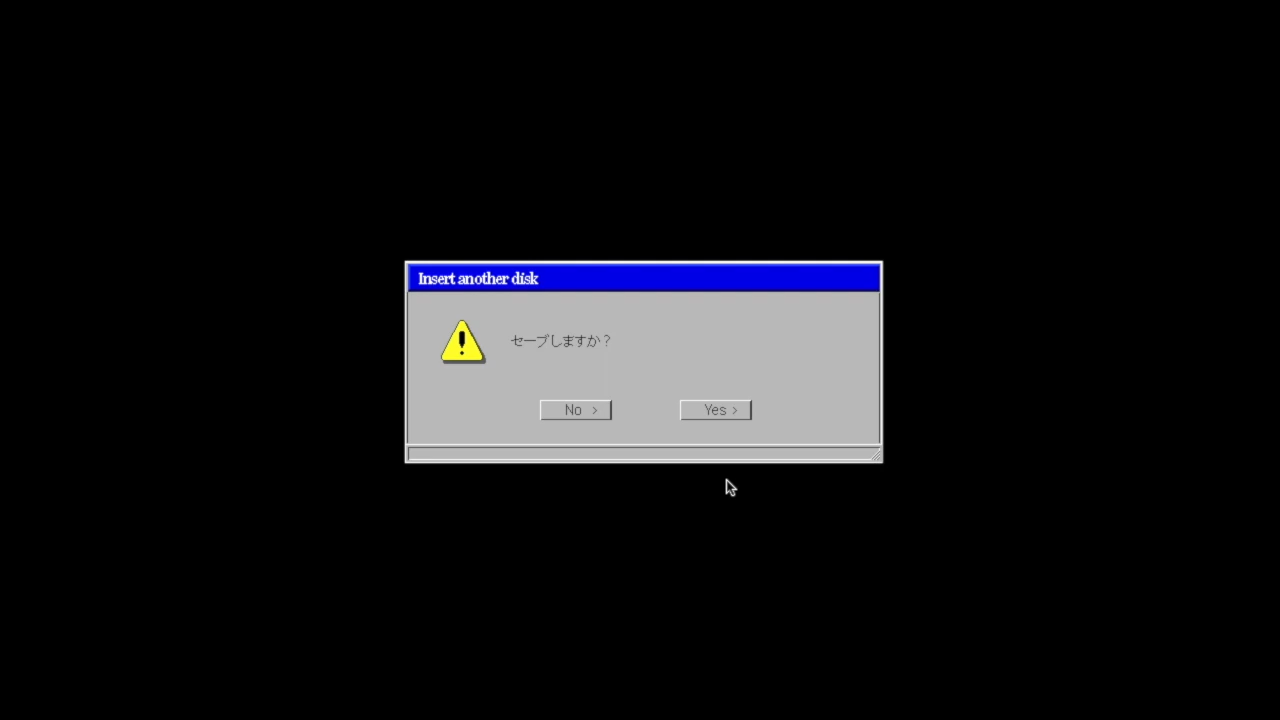 Insert another disk
セーブしますか？
No >
Yes >